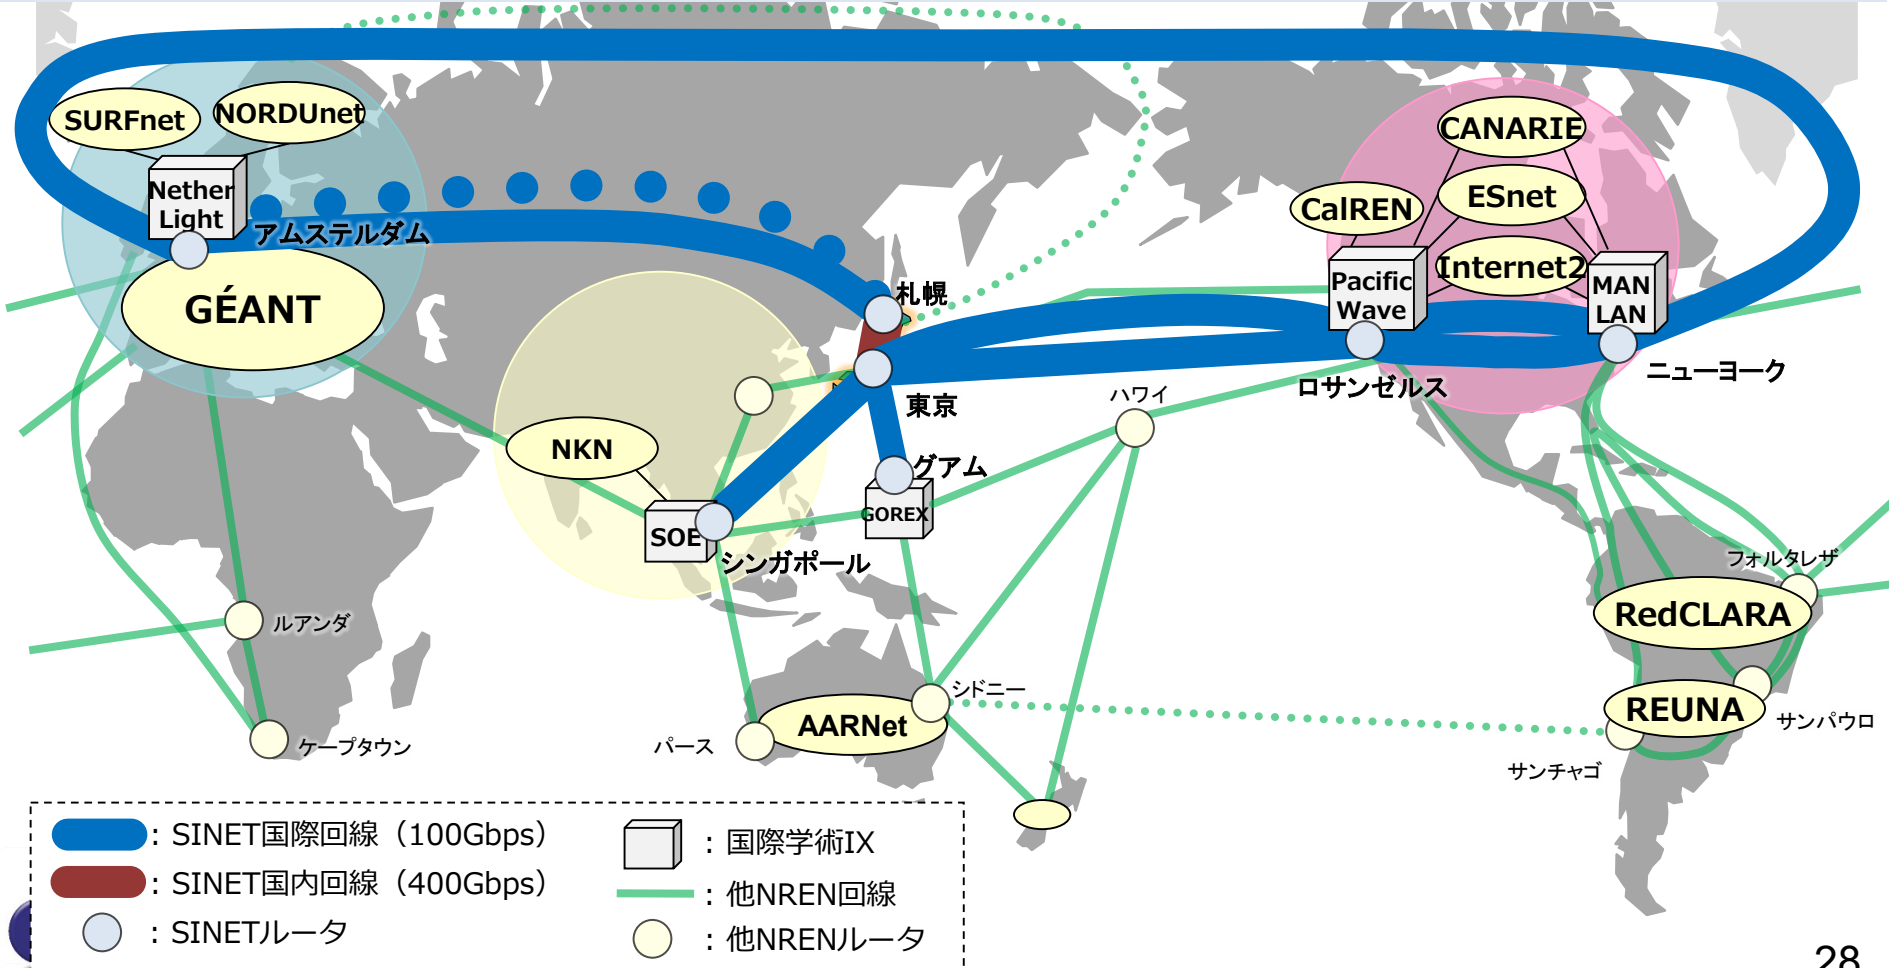 SURFnet
NORDUnet
Nether
Light
アムステルダム
GÉANT
札幌
東京
NKN
SOE
シンガポール
グアム
GOREX
ハワイ
CANARIE
CalREN
ESnet
Internet2
Pacific
Wave
MAN
LAN
ロサンゼルス
ニューヨーク
フォルタレザ
RedCLARA
REUNA
サンパウロ
サンチャゴ
ルアンダ
ケープタウン
パース
AARNet
シドニー
: SINET国際回線（100Gbps）
: SINET国内回線（400Gbps）
: SINETルータ
: 国際学術IX
: 他NREN回線
: 他NRENルータ
28